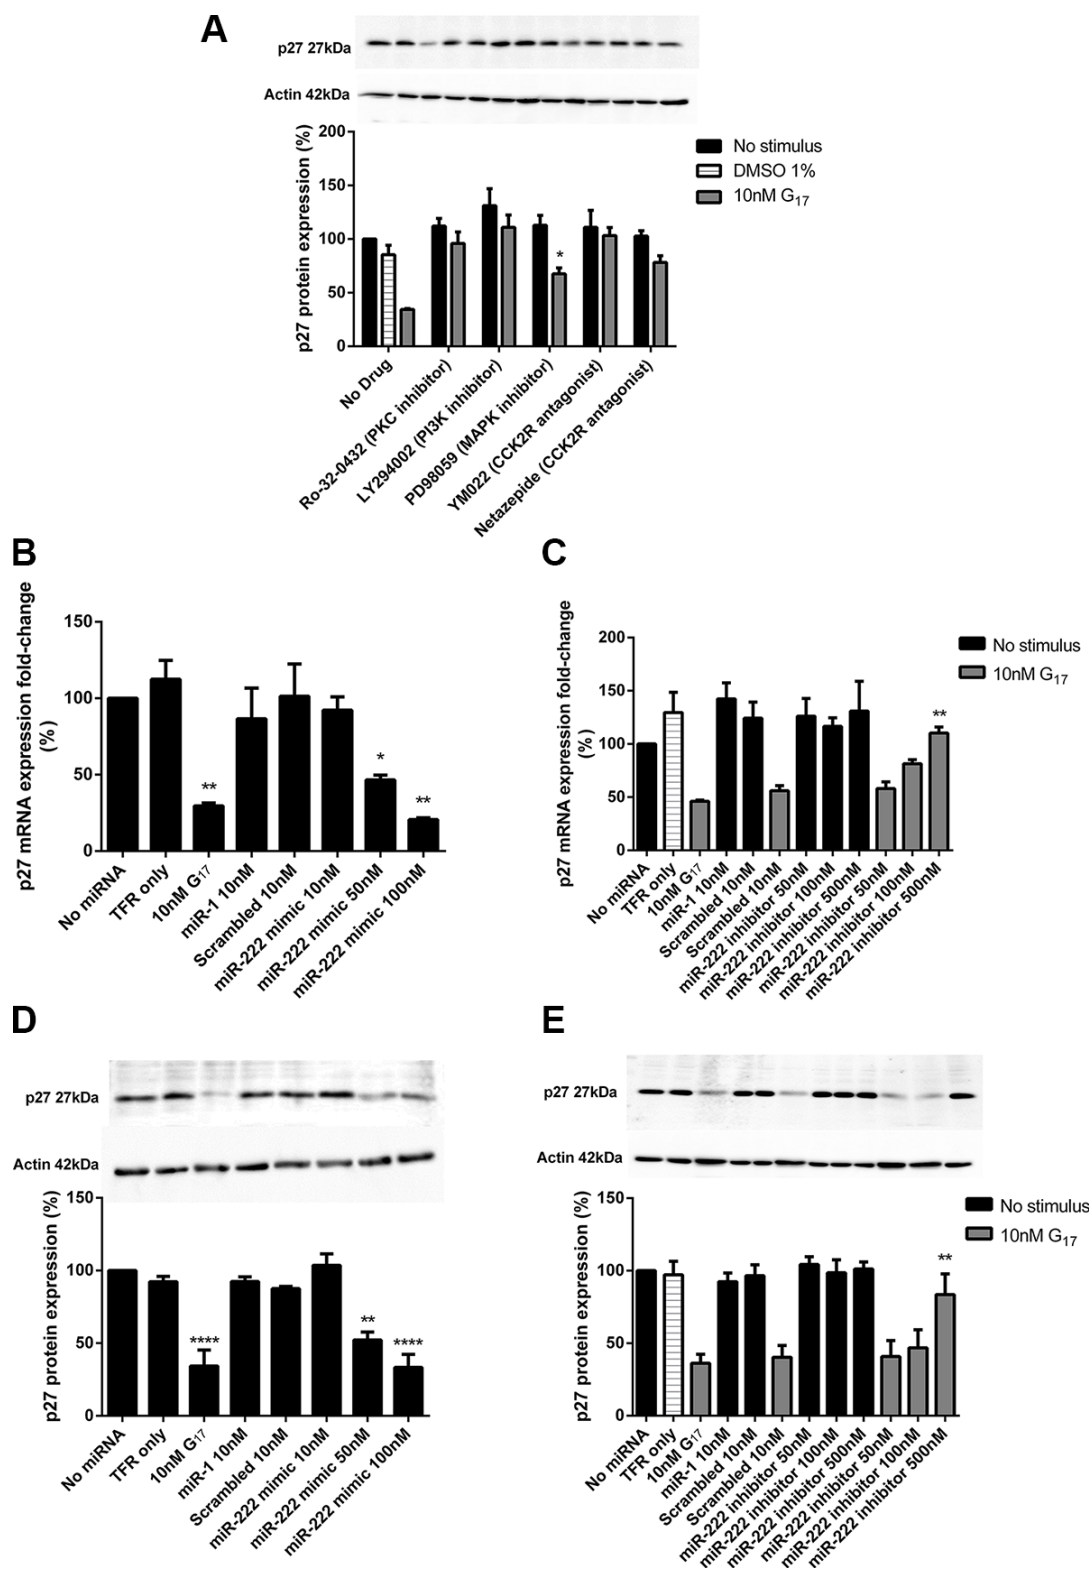 A
p27 27kDa
Actin 42kDa
p27 protein expression (%)
200
150
100
50
0
*
No stimulus
DMSO 1%
10nM G17
No Drug
Ro-32-0432 (PKC inhibitor)
LY294002 (PI3K inhibitor)
PD98059 (MAPK inhibitor)
YM022 (CCK2R antagonist)
Netazepide (CCK2R antagonist)
B
p27 mRNA expression fold-change
(%)
150
100
50
0
**
*
**
No miRNA
TFR only
10nM G17
miR-1 10nM
Scrambled 10nM
miR-222 mimic 10nM
miR-222 mimic 50nM
miR-222 mimic 100nM
C
p27 mRNA expression fold-change
(%)
200
150
100
50
0
**
No stimulus
10nM G17
No miRNA
TFR only
10nM G17
miR-1 10nM
Scrambled 10nM
Scrambled 10nM
miR-222 inhibitor 50nM
miR-222 inhibitor 100nM
miR-222 inhibitor 500nM
miR-222 inhibitor 50nM
miR-222 inhibitor 100nM
miR-222 inhibitor 500nM
D
p27 27kDa
Actin 42kDa
p27 protein expression (%)
150
100
50
0
****
**
****
No miRNA
TFR only
10nM G17
miR-1 10nM
Scrambled 10nM
miR-222 mimic 10nM
miR-222 mimic 50nM
miR-222 mimic 100nM
E
p27 27kDa
Actin 42kDa
p27 protein expression (%)
150
100
50
0
**
No stimulus
10nM G17
No miRNA
TFR only
10nM G17
miR-1 10nM
Scrambled 10nM
Scrambled 10nM
miR-222 inhibitor 50nM
miR-222 inhibitor 100nM
miR-222 inhibitor 500nM
miR-222 inhibitor 50nM
miR-222 inhibitor 100nM
miR-222 inhibitor 500nM